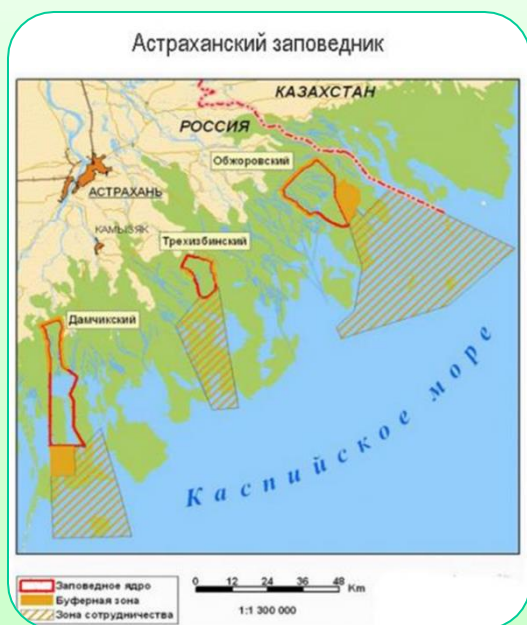 Астраханский заповедник
КАЗАХСТАН
РОССИЯ
Обжоровский
АСТРАХАНЬ
КАМЫЗЯК
Трехизбинский
Дамчикский
Каспийское море
Заповедное ядро
Буферная зона
Зона сотрудничества
0 12 24 36 48 Km
1:1 300 000